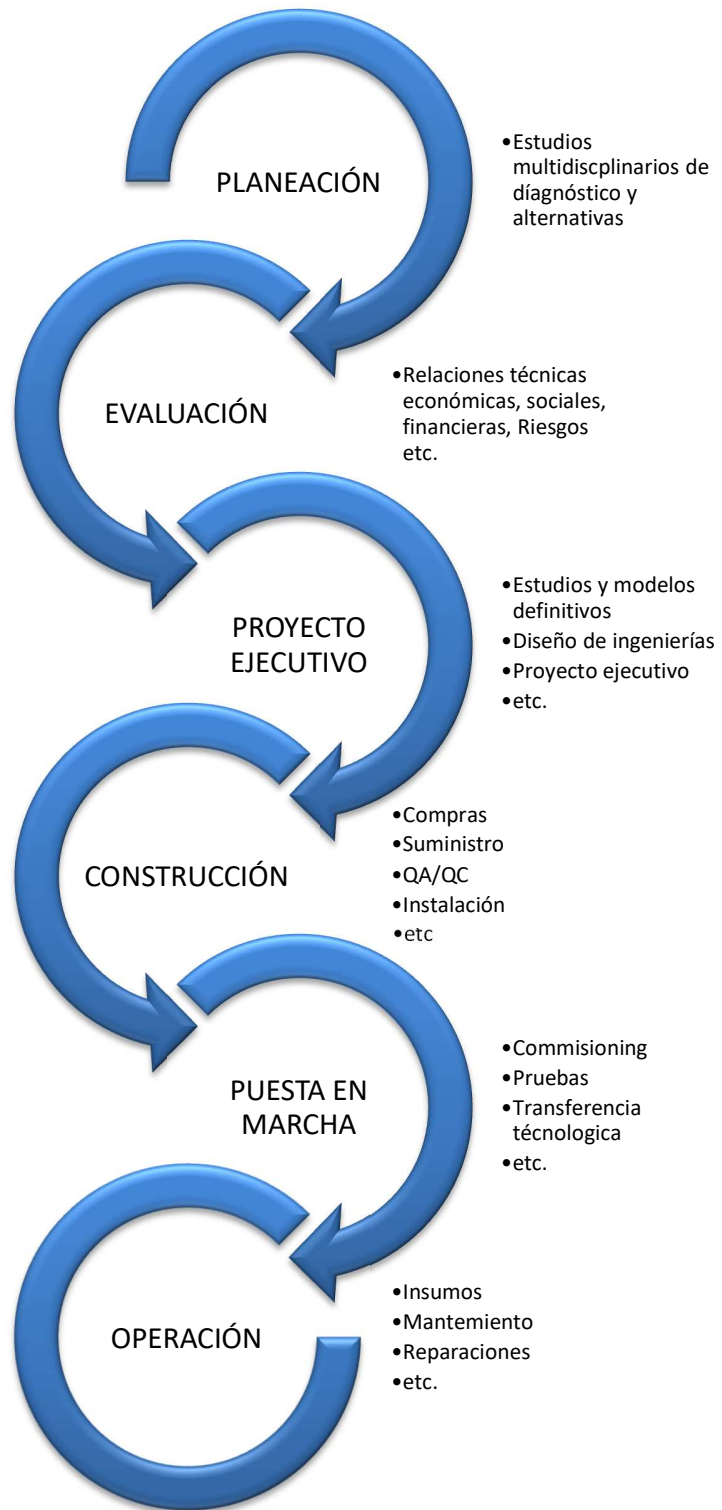 PLANEACIÓN
•Estudios
multidiscplinarios de
díagnóstico y
alternativas
EVALUACIÓN
•Relaciones técnicas
económicas, sociales,
financieras, Riesgos
etc.
PROYECTO
EJECUTIVO
•Estudios y modelos
definitivos
•Diseño de ingenierías
•Proyecto ejecutivo
•etc.
CONSTRUCCIÓN
•Compras
•Suministro
•QA/QC
•Instalación
•etc
PUESTA EN
MARCHA
•Commisioning
•Pruebas
•Transferencia
técnologica
•etc.
OPERACIÓN
•Insumos
•Mantemiento
•Reparaciones
•etc.